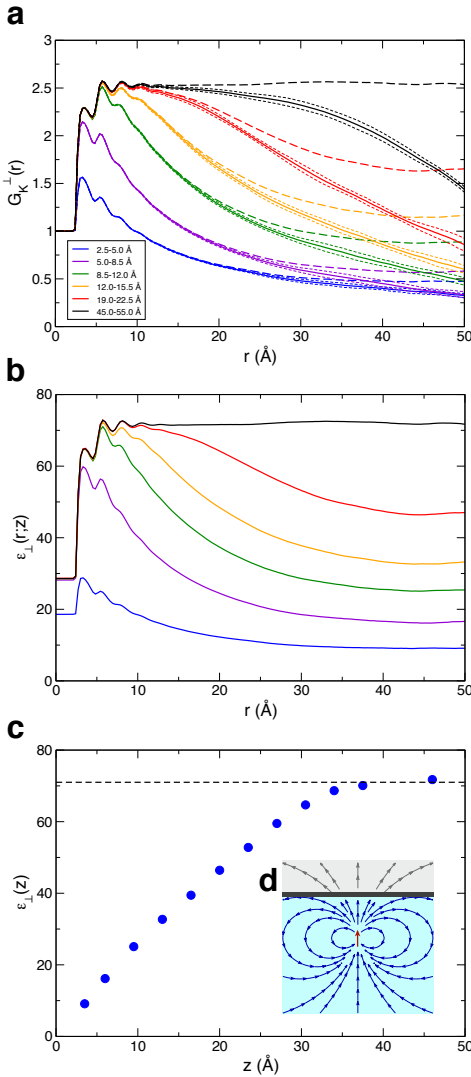 a
3
2.5
2
1.5
1
0.5
0
G_K^⊥(r)
2.5-5.0 Å
5.0-8.5 Å
8.5-12.0 Å
12.0-15.5 Å
19.0-22.5 Å
45.0-55.0 Å
0 10 20 30 40 50
r (Å)
b
80
60
40
20
0
ε⊥(r;z)
0 10 20 30 40 50
r (Å)
c
80
60
40
20
0
ε⊥(z)
d
0 10 20 30 40 50
z (Å)